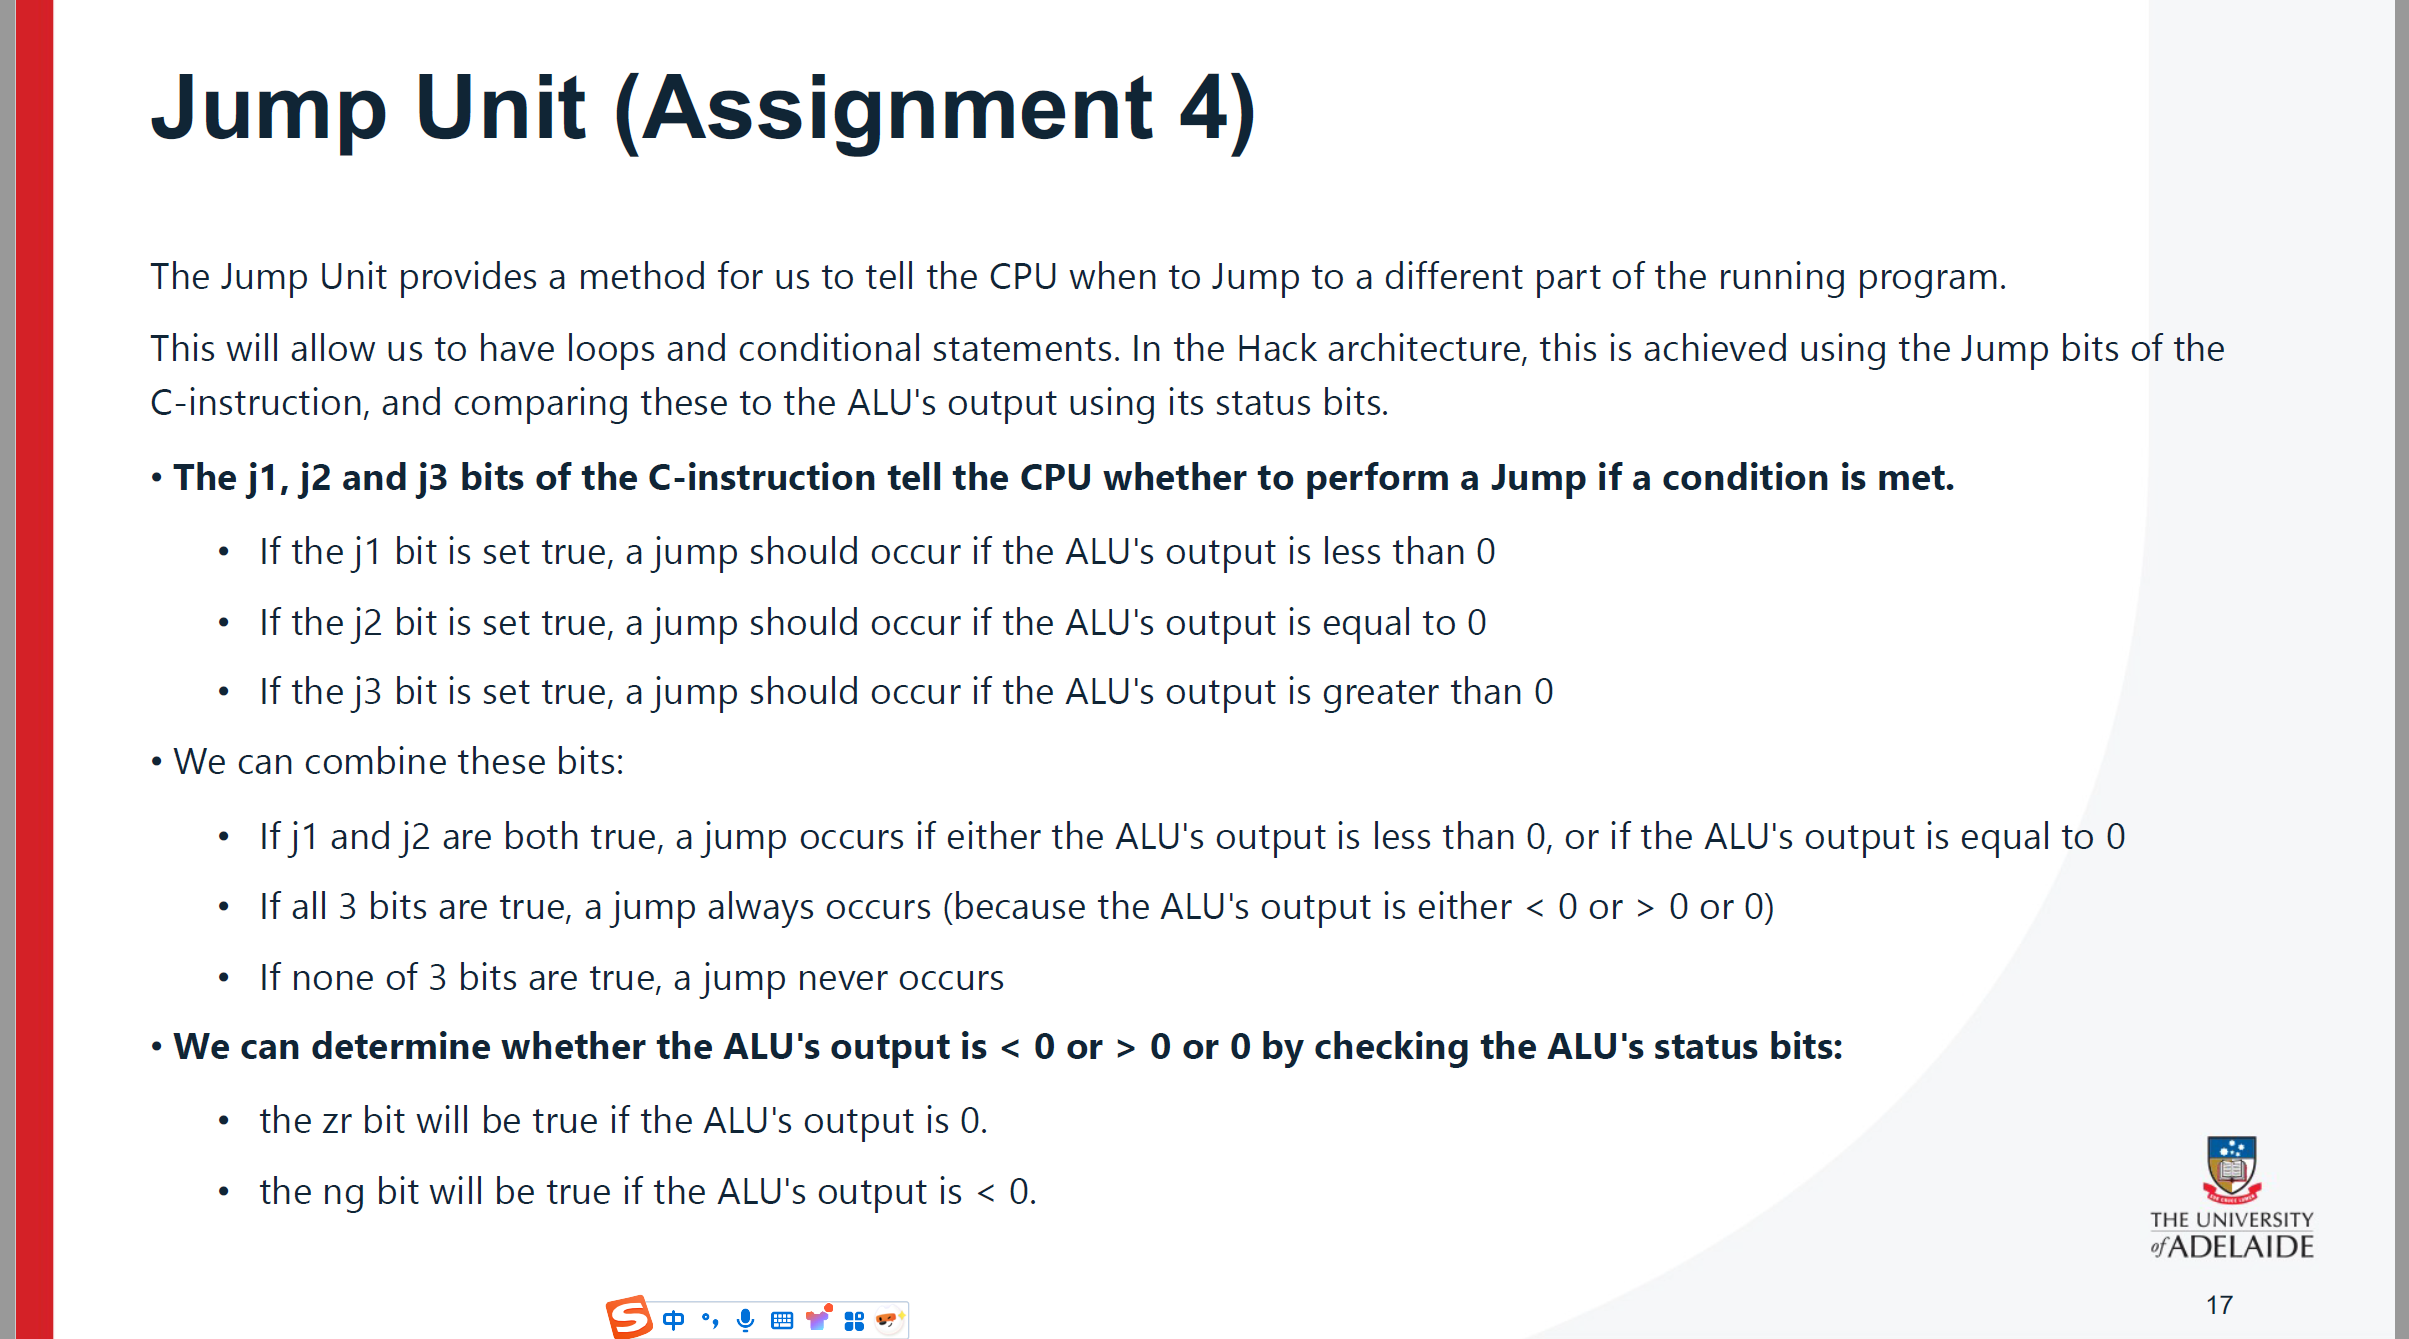 Jump Unit (Assignment 4)
The Jump Unit provides a method for us to tell the CPU when to Jump to a different part of the running program.
This will allow us to have loops and conditional statements. In the Hack architecture, this is achieved using the Jump bits of the
C-instruction, and comparing these to the ALU's output using its status bits.
• The j1, j2 and j3 bits of the C-instruction tell the CPU whether to perform a Jump if a condition is met.
• If the j1 bit is set true, a jump should occur if the ALU's output is less than 0
• If the j2 bit is set true, a jump should occur if the ALU's output is equal to 0
• If the j3 bit is set true, a jump should occur if the ALU's output is greater than 0
• We can combine these bits:
• If j1 and j2 are both true, a jump occurs if either the ALU's output is less than 0, or if the ALU's output is equal to 0
• If all 3 bits are true, a jump always occurs (because the ALU's output is either < 0 or > 0 or 0)
• If none of 3 bits are true, a jump never occurs
• We can determine whether the ALU's output is < 0 or > 0 or 0 by checking the ALU's status bits:
• the zr bit will be true if the ALU's output is 0.
• the ng bit will be true if the ALU's output is < 0.
THE UNIVERSITY
of ADELAIDE
17
S 中 °,